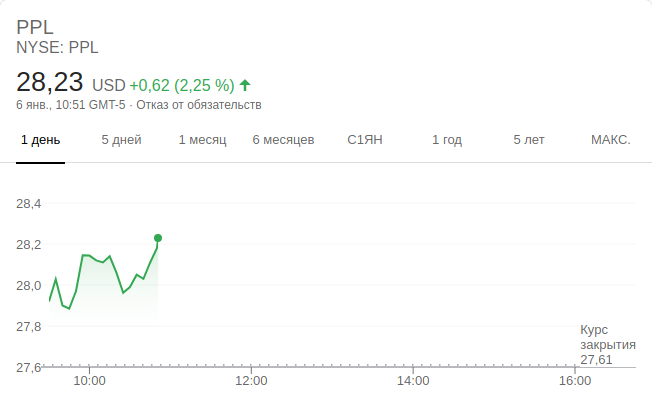 PPL
NYSE: PPL
28,23 USD +0,62 (2,25 %)
6 янв., 10:51 GMT-5 · Отказ от обязательств
1 день 5 дней 1 месяц 6 месяцев С1ЯН 1 год 5 лет МАКС.
28,4
28,2
28,0
27,8
Курс
закрытия
27,61
27,6
10:00 12:00 14:00 16:00